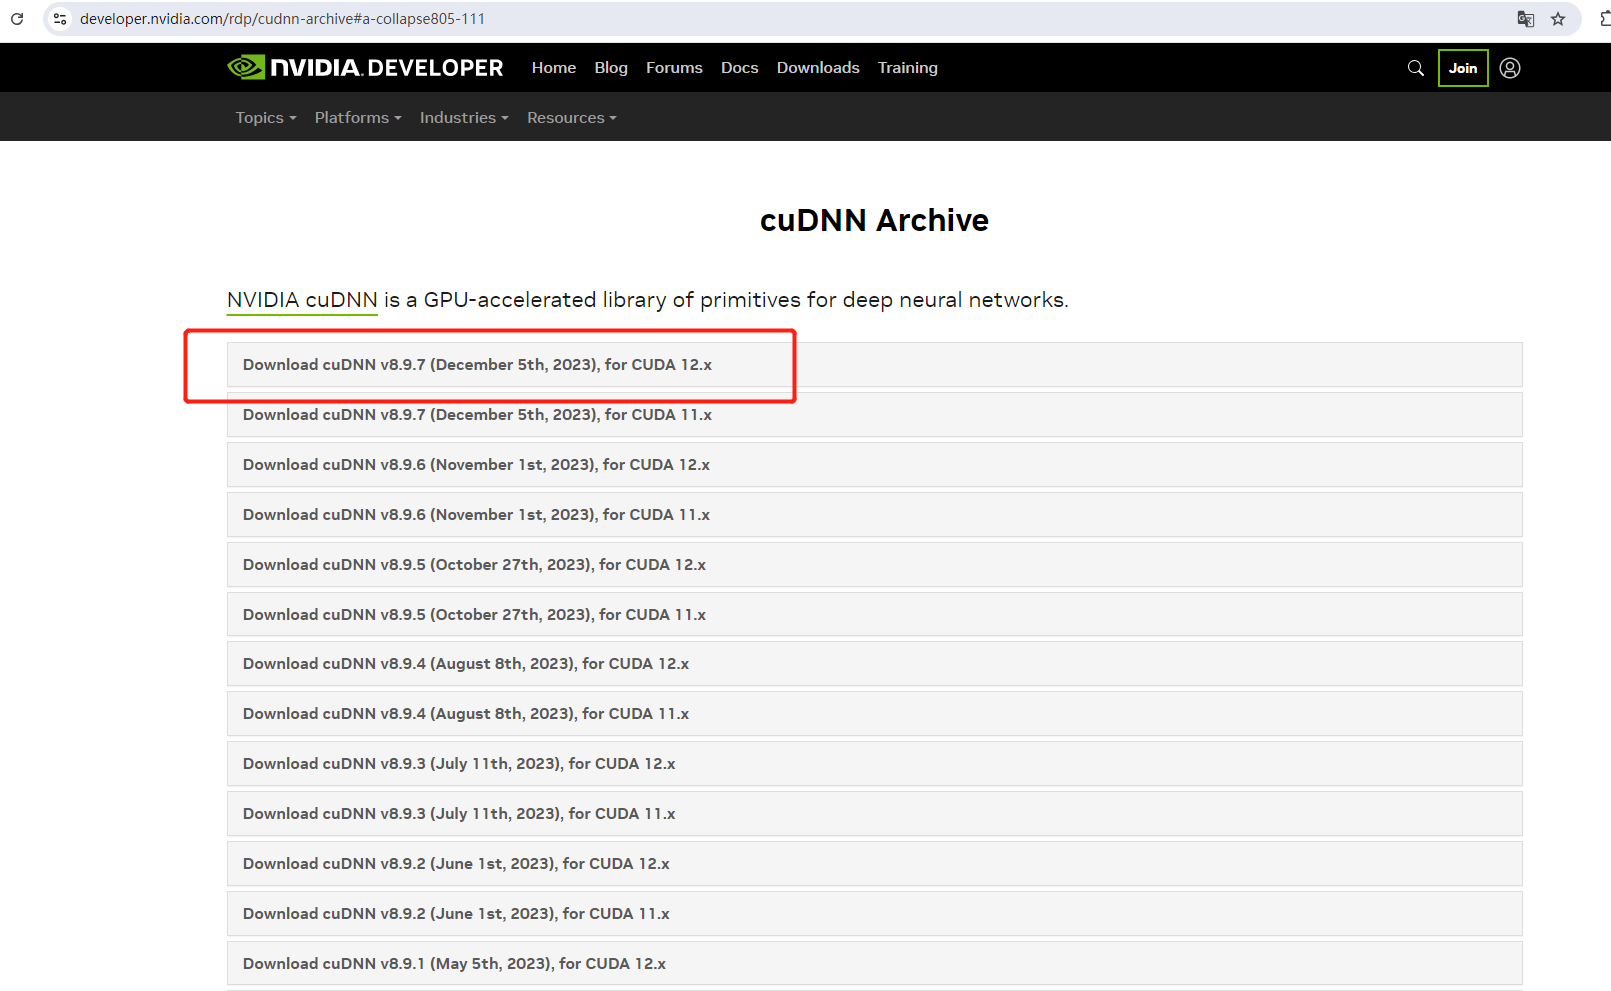 developer.nvidia.com/rdp/cudnn-archive#a-collapse805-111
NVIDIA. DEVELOPER Home Blog Forums Docs Downloads Training Join
Topics Platforms Industries Resources
cuDNN Archive
NVIDIA cuDNN is a GPU-accelerated library of primitives for deep neural networks.
Download cuDNN v8.9.7 (December 5th, 2023), for CUDA 12.x
Download cuDNN v8.9.7 (December 5th, 2023), for CUDA 11.x
Download cuDNN v8.9.6 (November 1st, 2023), for CUDA 12.x
Download cuDNN v8.9.6 (November 1st, 2023), for CUDA 11.x
Download cuDNN v8.9.5 (October 27th, 2023), for CUDA 12.x
Download cuDNN v8.9.5 (October 27th, 2023), for CUDA 11.x
Download cuDNN v8.9.4 (August 8th, 2023), for CUDA 12.x
Download cuDNN v8.9.4 (August 8th, 2023), for CUDA 11.x
Download cuDNN v8.9.3 (July 11th, 2023), for CUDA 12.x
Download cuDNN v8.9.3 (July 11th, 2023), for CUDA 11.x
Download cuDNN v8.9.2 (June 1st, 2023), for CUDA 12.x
Download cuDNN v8.9.2 (June 1st, 2023), for CUDA 11.x
Download cuDNN v8.9.1 (May 5th, 2023), for CUDA 12.x